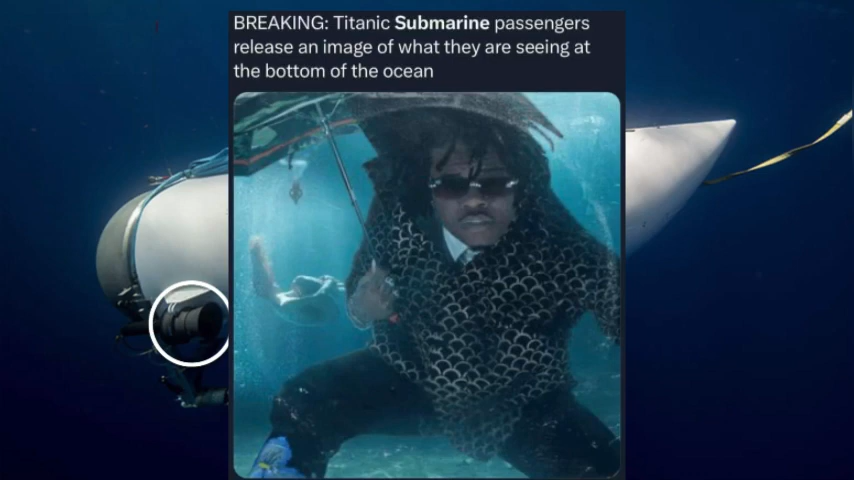 BREAKING: Titanic Submarine passengers
release an image of what they are seeing at
the bottom of the ocean